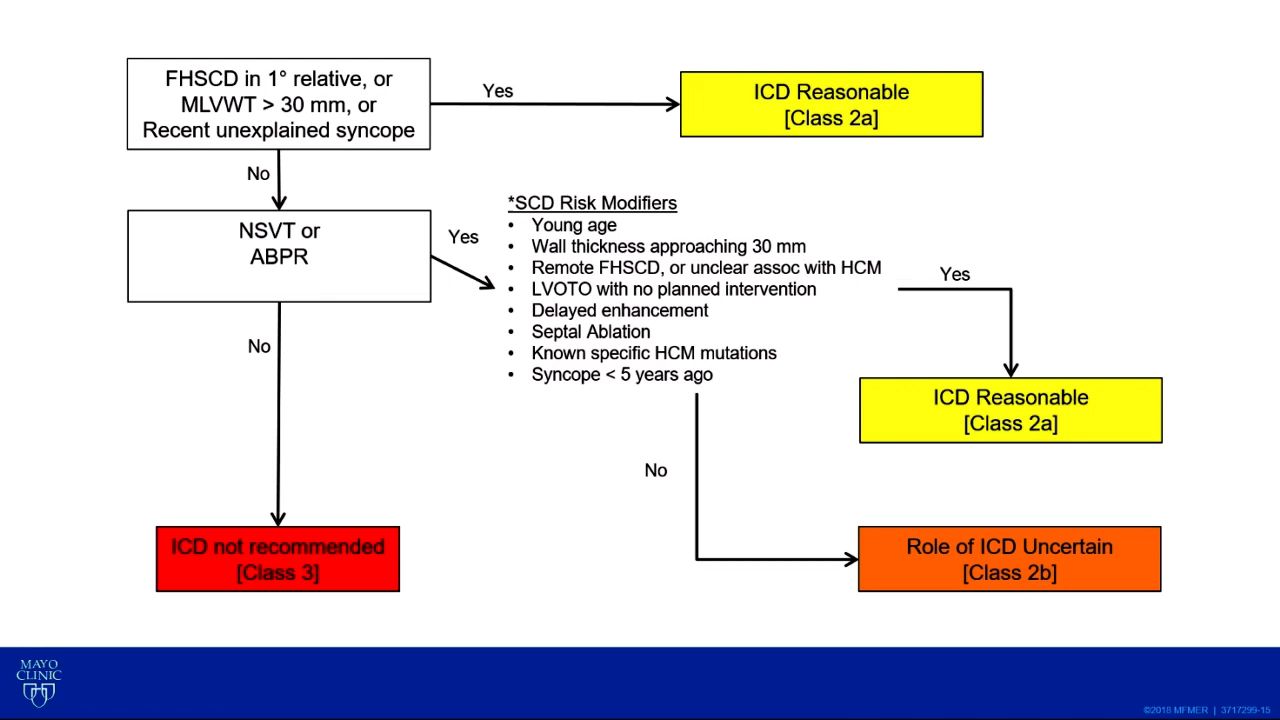 FHSCD in 1° relative, or
MLVWT > 30 mm, or
Recent unexplained syncope
Yes
ICD Reasonable
[Class 2a]
No
NSVT or
ABPR
Yes
*SCD Risk Modifiers
• Young age
• Wall thickness approaching 30 mm
• Remote FHSCD, or unclear assoc with HCM
• LVOTO with no planned intervention
• Delayed enhancement
• Septal Ablation
• Known specific HCM mutations
• Syncope < 5 years ago
Yes
ICD Reasonable
[Class 2a]
No
No
ICD not recommended
[Class 3]
Role of ICD Uncertain
[Class 2b]
MAYO
CLINIC
©2018 MFMER | 3717299-15